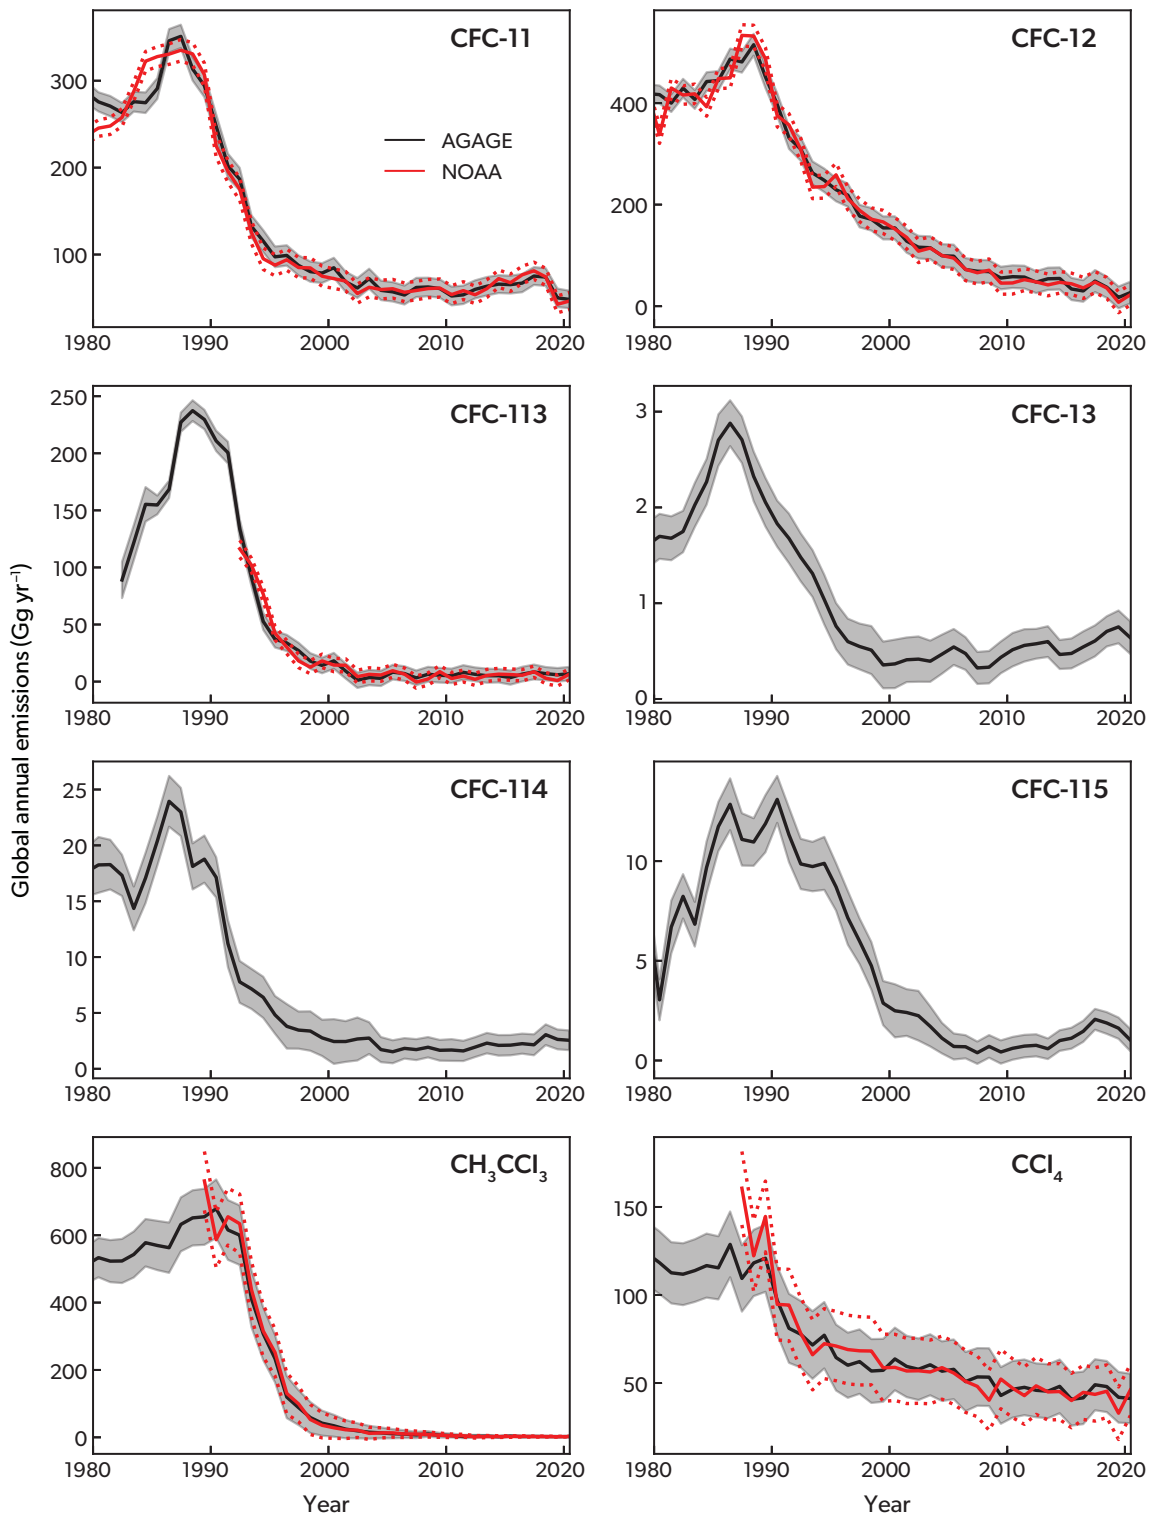 CFC-11
300
200
100
AGAGE
NOAA
1980 1990 2000 2010 2020
CFC-12
400
200
0
1980 1990 2000 2010 2020
CFC-113
250
200
150
100
50
0
1980 1990 2000 2010 2020
CFC-13
3
2
1
0
1980 1990 2000 2010 2020
Global annual emissions (Gg yr⁻¹)
CFC-114
25
20
15
10
5
0
1980 1990 2000 2010 2020
CFC-115
10
5
0
1980 1990 2000 2010 2020
CH₃CCl₃
800
600
400
200
0
1980 1990 2000 2010 2020
Year
CCl₄
150
100
50
1980 1990 2000 2010 2020
Year